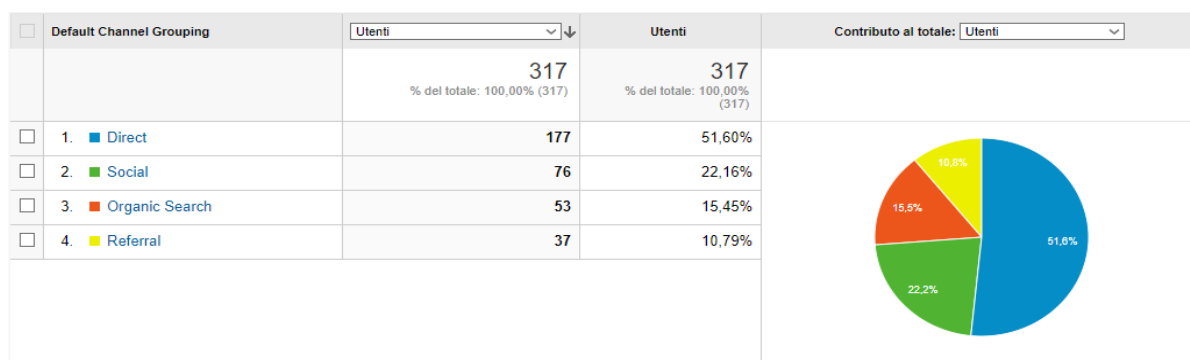 Default Channel Grouping
Utenti
Utenti
Contributo al totale: Utenti
317
% del totale: 100,00% (317)
317
% del totale: 100,00%
(317)
1. Direct 177 51,60%
2. Social 76 22,16%
3. Organic Search 53 15,45%
4. Referral 37 10,79%
10,8%
15,5%
51,6%
22,2%